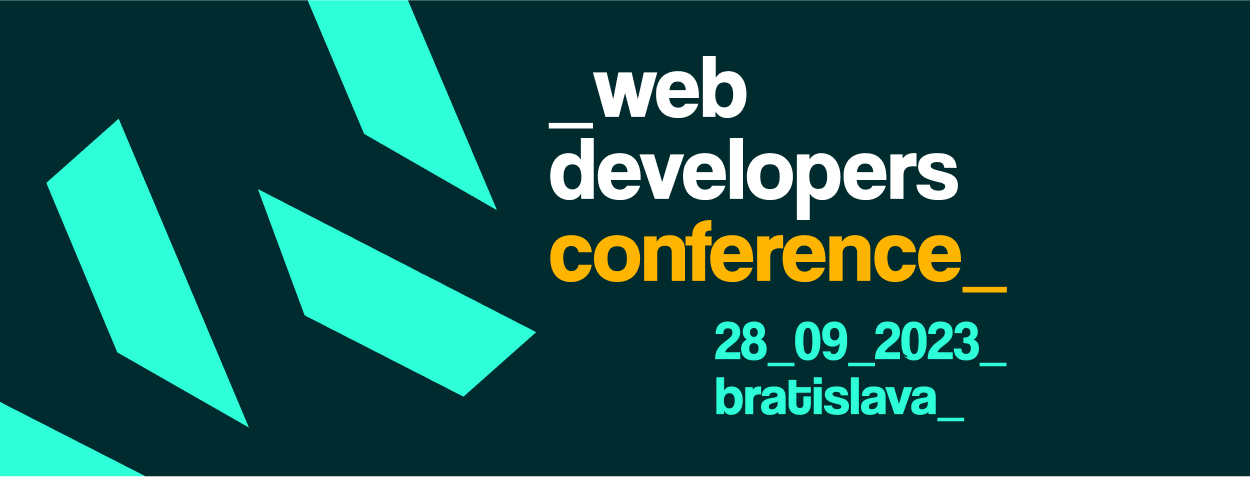 _web
developers
conference_
28_09_2023_
bratislava_